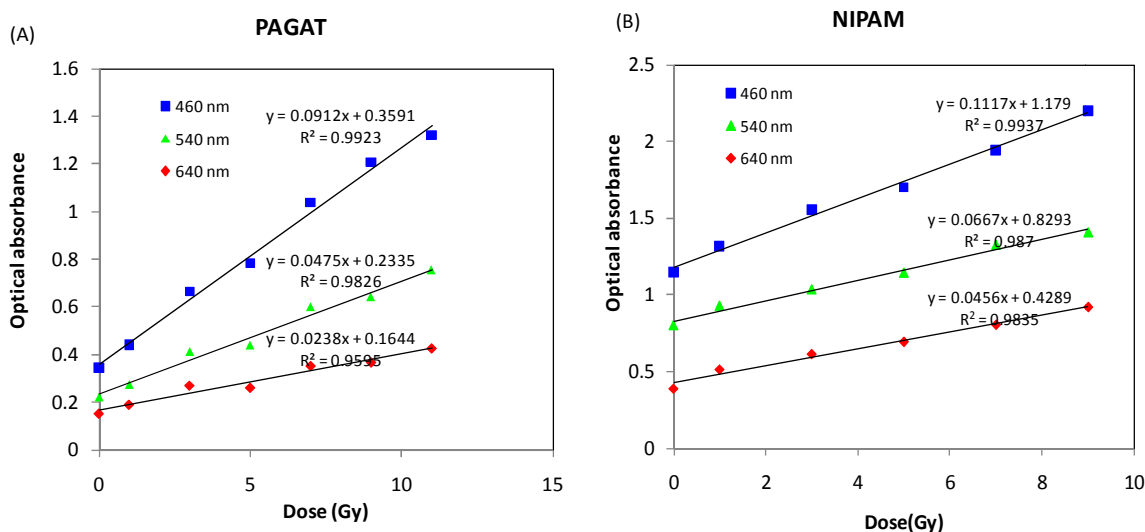 (A)
PAGAT
1.6
1.4
1.2
1
0.8
0.6
0.4
0.2
0
Optical absorbance
460 nm
540 nm
640 nm
y = 0.0912x + 0.3591
R² = 0.9923
y = 0.0475x + 0.2335
R² = 0.9826
y = 0.0238x + 0.1644
R² = 0.9595
0 5 10 15
Dose (Gy)
(B)
NIPAM
2.5
2
1.5
1
0.5
0
Optical absorbance
460 nm
540 nm
640 nm
y = 0.1117x + 1.179
R² = 0.9937
y = 0.0667x + 0.8293
R² = 0.987
y = 0.0456x + 0.4289
R² = 0.9835
0 2 4 6 8 10
Dose(Gy)